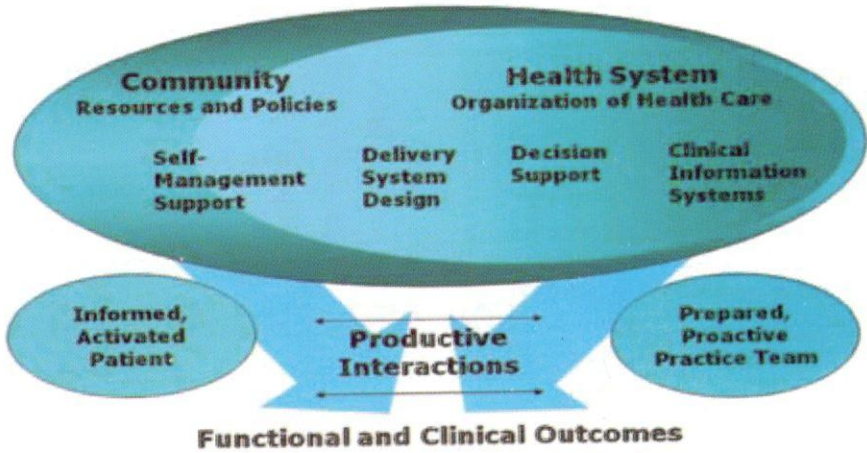 Community
Resources and Policies
Health System
Organization of Health Care
Self-
Management
Support
Delivery
System
Design
Decision
Support
Clinical
Information
Systems
Informed,
Activated
Patient
Productive
Interactions
Prepared,
Proactive
Practice Team
Functional and Clinical Outcomes